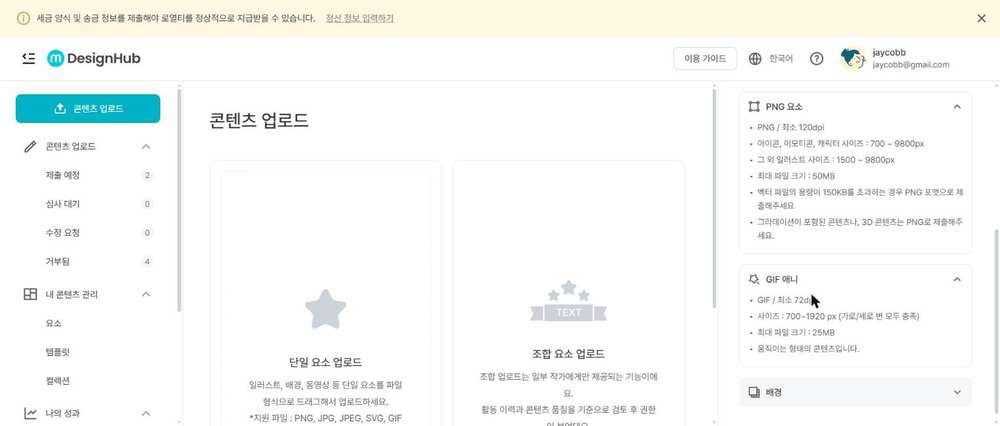 세금 양식 및 송금 정보를 제출해야 로열티를 정상적으로 지급받을 수 있습니다. 정산 정보 입력하기
m DesignHub
이용 가이드
한국어
jaycobb
jaycobb@gmail.com
콘텐츠 업로드
콘텐츠 업로드
제출 예정 2
심사 대기 0
수정 요청 0
거부됨 4
내 콘텐츠 관리
요소
템플릿
컬렉션
나의 성과
콘텐츠 업로드
TEXT
단일 요소 업로드
일러스트, 배경, 동영상 등 단일 요소를 파일
형식으로 드래그해서 업로드하세요.
*지원 파일 : PNG, JPG, JPEG, SVG, GIF
조합 요소 업로드
조합 업로드는 일부 작가에게만 제공되는 기능이에
요.
활동 이력과 콘텐츠 품질을 기준으로 검토 후 권한
이 부여돼요.
PNG 요소
• PNG / 최소 120dpi
• 아이콘, 이모티콘, 캐릭터 사이즈 : 700 ~ 9800px
• 그 외 일러스트 사이즈 : 1500 ~ 9800px
• 최대 파일 크기 : 50MB
• 벡터 파일의 용량이 150KB를 초과하는 경우 PNG 포맷으로 제
출해주세요
• 그라데이션이 포함된 콘텐츠나, 3D 콘텐츠는 PNG로 제출해주
세요.
GIF 애니
• GIF / 최소 72dpi
• 사이즈 : 700~1920 px (가로/세로 변 모두 충족)
• 최대 파일 크기 : 25MB
• 움직이는 형태의 콘텐츠입니다.
배경